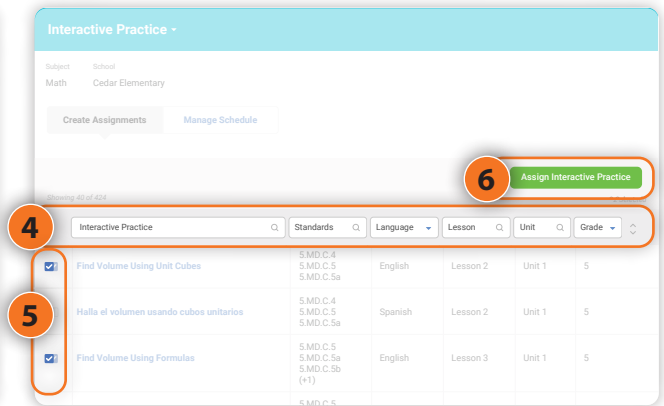 Interactive Practice
Subject School
Math Cedar Elementary
Create Assignments Manage Schedule
6 Assign Interactive Practice
Showing 40 of 424
4 Interactive Practice Standards Language Lesson Unit Grade
5.MD.C.4
Find Volume Using Unit Cubes 5.MD.C.5 English Lesson 2 Unit 1 5
5.MD.C.5a
5
5.MD.C.4
Halla el volumen usando cubos unitarios 5.MD.C.5 Spanish Lesson 2 Unit 1 5
5.MD.C.5a
5.MD.C.5
5.MD.C.5a
Find Volume Using Formulas English Lesson 3 Unit 1 5
5.MD.C.5b
(+1)
5.MD.C.5